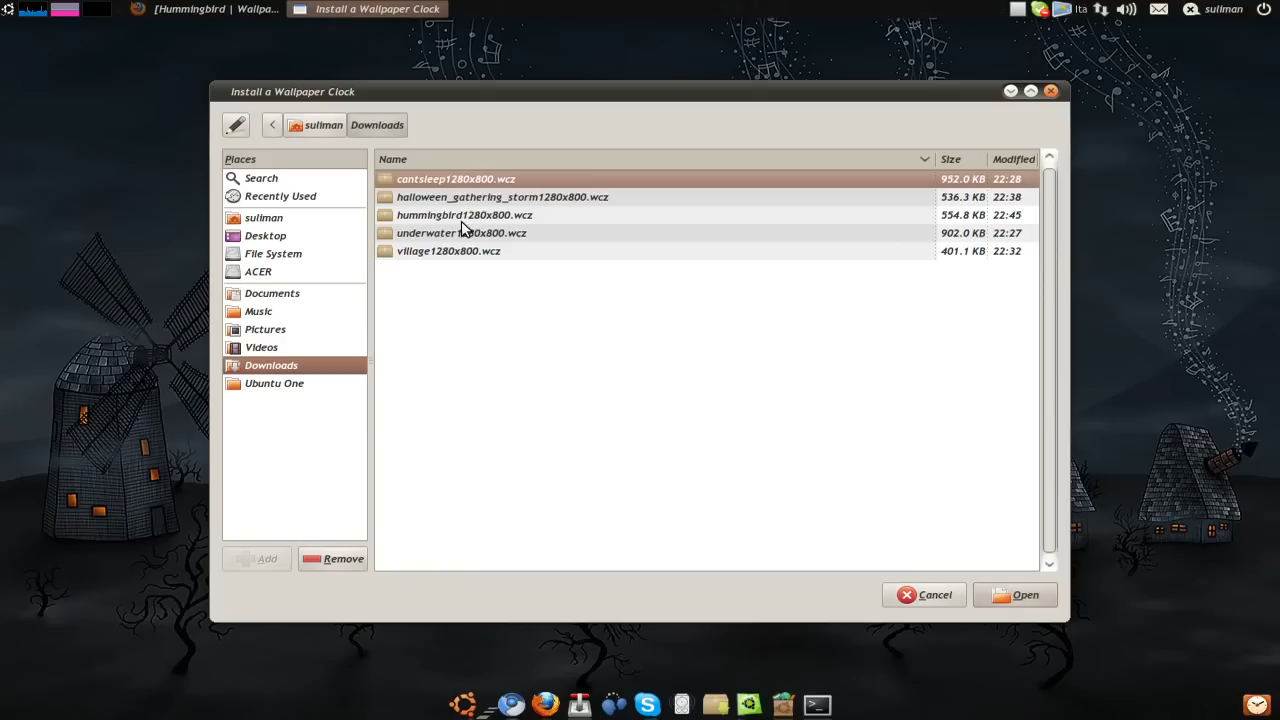 [Hummingbird | Wallpa...
Install a Wallpaper Clock
Ita
suliman
Install a Wallpaper Clock
suliman
Downloads
Places
Search
Recently Used
suliman
Desktop
File System
ACER
Documents
Music
Pictures
Videos
Downloads
Ubuntu One
Add
Remove
Name Size Modified
cantsleep1280x800.wcz 952.0 KB 22:28
halloween_gathering_storm1280x800.wcz 536.3 KB 22:38
hummingbird1280x800.wcz 554.8 KB 22:45
underwater1280x800.wcz 902.0 KB 22:27
village1280x800.wcz 401.1 KB 22:32
Cancel
Open